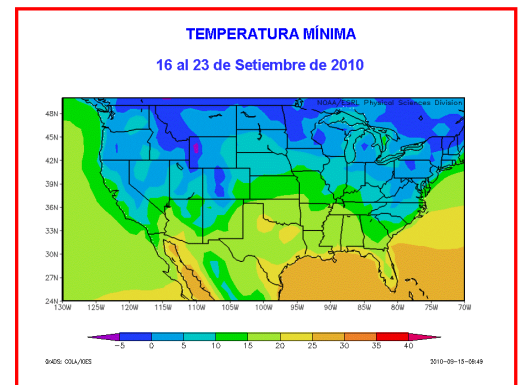 TEMPERATURA MÍNIMA
16 al 23 de Setiembre de 2010
NOAA/ESRL Physical Sciences Division
48N
45N
42N
39N
36N
33N
30N
27N
24N
130W 125W 120W 115W 110W 105W 100W 95W 90W 85W 80W 75W 70W
-5 0 5 10 15 20 25 30 35 40
GrADS: COLA/IGES 2010-09-15-09:49